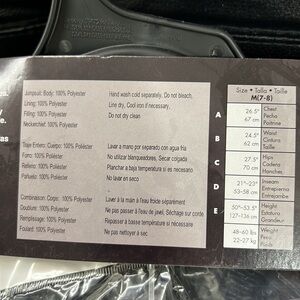 Jumpsuit: Body: 100% Polyester Hand wash cold separately, Do not bleach,
Lining: 100% Polyester Line dry, Cool iron if necessary,
Filling: 100% Polyester Do not dry clean
Neckerchief: 100% Polyester
Traje Entero: Cuerpo: 100% Poliéster Lavar a mano por separado con agua fría
Forro: 100% Poliéster No utilizar blanqueadores, Secar colgada
Relleno: 100% Poliéster Planchar a baja temperatura si es necesario
Pañuelo: 100% Poliéster No lavar en seco
Combinaison: Corps: 100% Polyester Laver à la main à l'eau froide séparément
Doublure: 100% Polyester Ne pas passer à l'eau de javel, Séchage sur corde
Remplissage: 100% Polyester Repassage à basse température si nécessaire
Foulard: 100% Polyester Ne pas nettoyer à sec
Size • Talla • Taille
M(7-8)
A 26.5" 67 cm Chest Pecho Poitrine
B 24.5" 62 cm Waist Cintura Taille
C 27.5" 70 cm Hips Cadera Hanches
D 21"-23" 53-58 cm Inseam Entrepierna Entrejambe
E 50"-53.5" 127-136 cm Height Estatura Grandeur
48-60 lbs 22-27 kg Weight Peso Poids